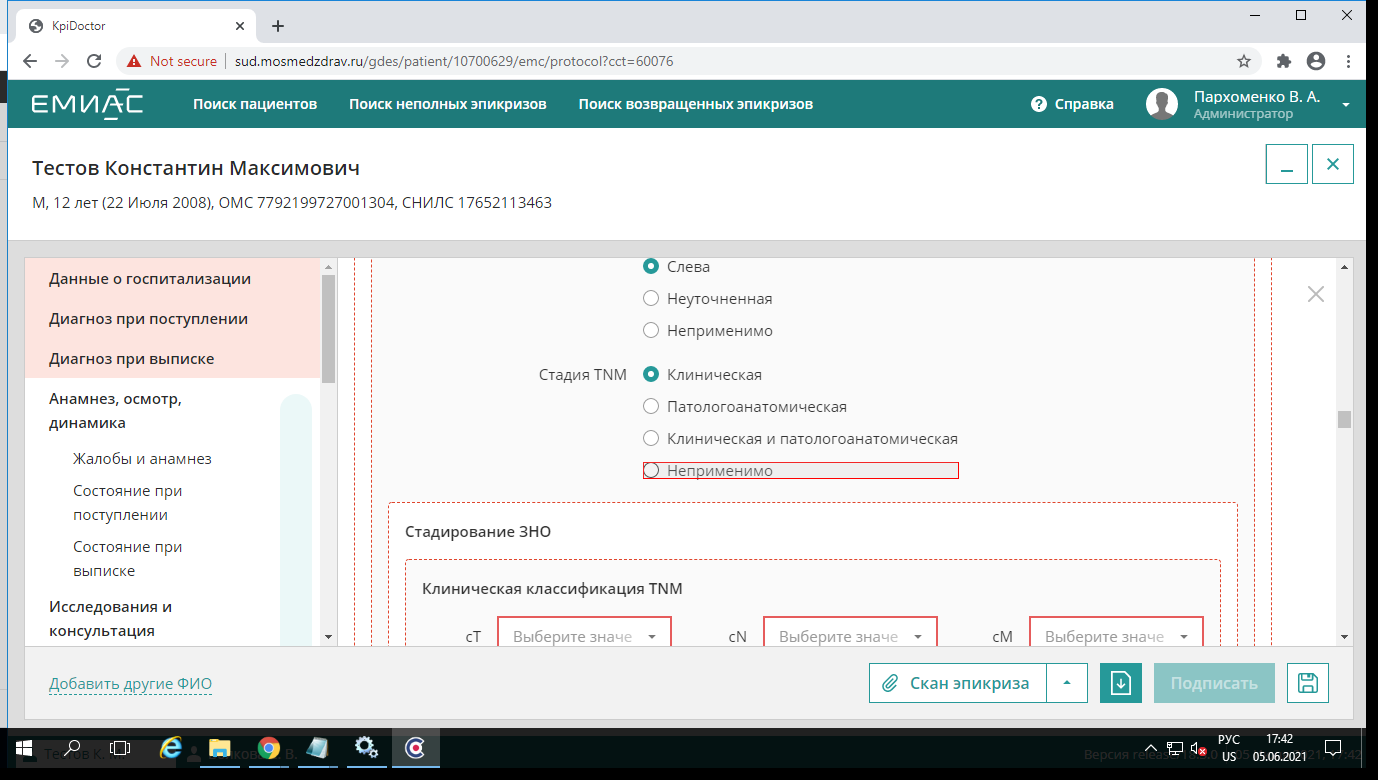 KpiDoctor
Not secure | sud.mosmedzdrav.ru/gdes/patient/10700629/emc/protocol?cct=60076
ЕМИАС Поиск пациентов Поиск неполных эпикризов Поиск возвращенных эпикризов ? Справка Пархоменко В. А.
Администратор
Тестов Константин Максимович
М, 12 лет (22 Июля 2008), ОМС 7792199727001304, СНИЛС 17652113463
Данные о госпитализации
Диагноз при поступлении
Диагноз при выписке
Анамнез, осмотр,
динамика
Жалобы и анамнез
Состояние при
поступлении
Состояние при
выписке
Исследования и
консультация
Слева
Неуточненная
Неприменимо
Стадия TNM Клиническая
Патологоанатомическая
Клиническая и патологоанатомическая
Неприменимо
Стадирование ЗНО
Клиническая классификация TNM
cT Выберите значе cN Выберите значе cM Выберите значе
Добавить другие ФИО Скан эпикриза Подписать
Тестов К. М.
РУС 17:42
US 05.06.2021